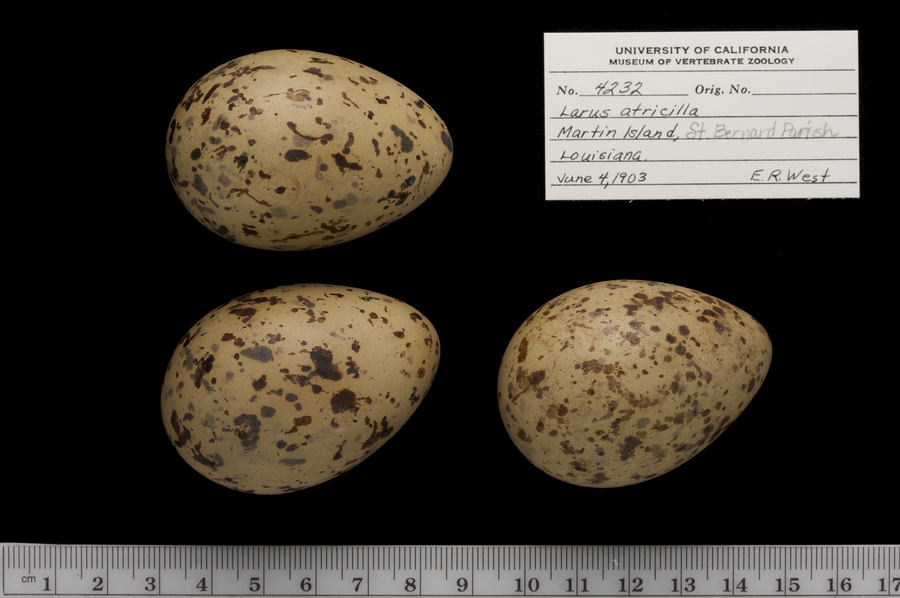 UNIVERSITY OF CALIFORNIA
MUSEUM OF VERTEBRATE ZOOLOGY
No. 4232 Orig. No.
Larus atricilla
Martin Island, St. Bernard Parish
Louisiana.
June 4, 1903 E. R. West
cm 1 2 3 4 5 6 7 8 9 10 11 12 13 14 15 16 17